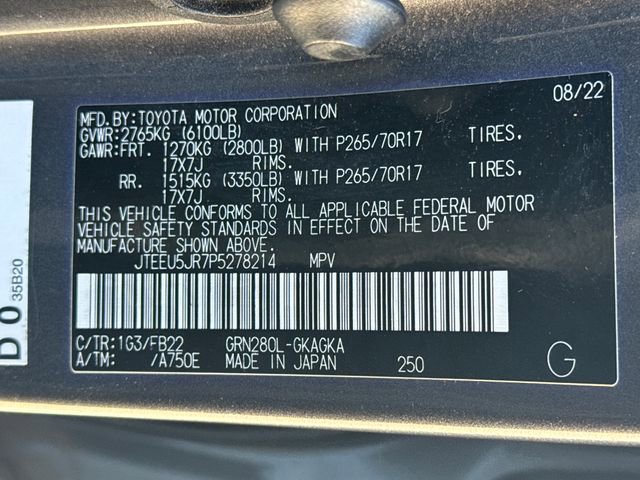 MFD.BY:TOYOTA MOTOR CORPORATION 08/22
GVWR:2765KG (6100LB)
GAWR:FRT. 1270KG (2800LB) WITH P265/70R17 TIRES.
17X7J RIMS.
RR. 1515KG (3350LB) WITH P265/70R17 TIRES.
17X7J RIMS.
THIS VEHICLE CONFORMS TO ALL APPLICABLE FEDERAL MOTOR
VEHICLE SAFETY STANDARDS IN EFFECT ON THE DATE OF
MANUFACTURE SHOWN ABOVE.
JTEEU5JR7P5278214 MPV
C/TR:1G3/FB22 GRN280L-GKAGKA
A/TM: /A750E MADE IN JAPAN 250 G
D 0 35B20